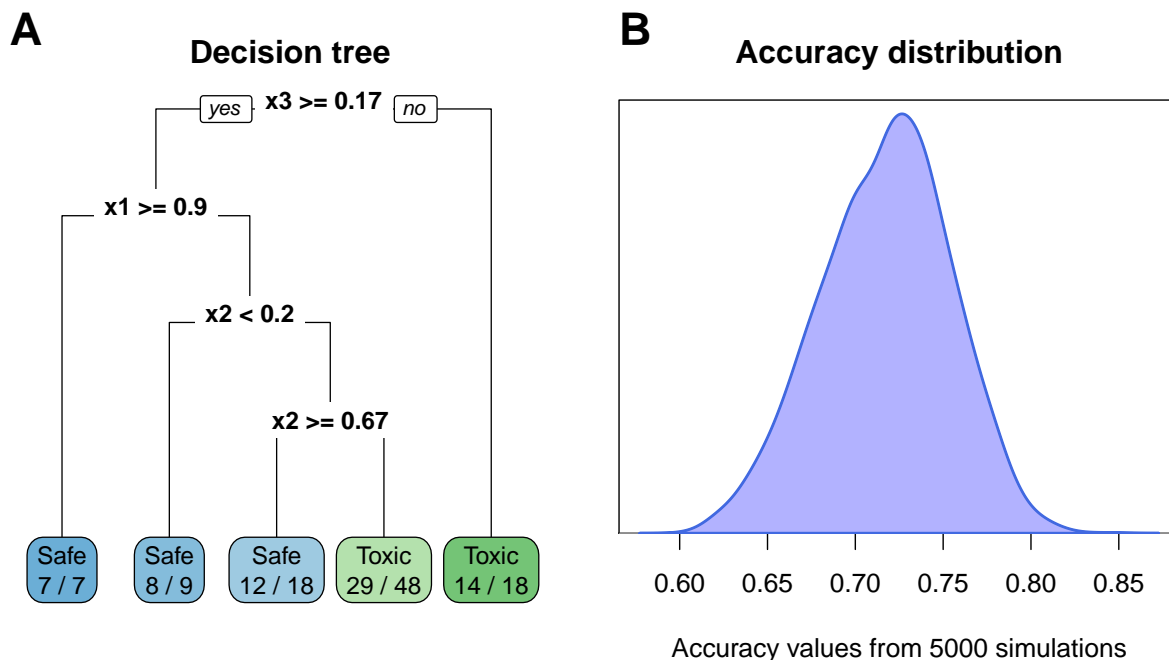 A
Decision tree
yes
x3 >= 0.17
no
x1 >= 0.9
x2 < 0.2
x2 >= 0.67
Safe
7 / 7
Safe
8 / 9
Safe
12 / 18
Toxic
29 / 48
Toxic
14 / 18
B
Accuracy distribution
0.60
0.65
0.70
0.75
0.80
0.85
Accuracy values from 5000 simulations